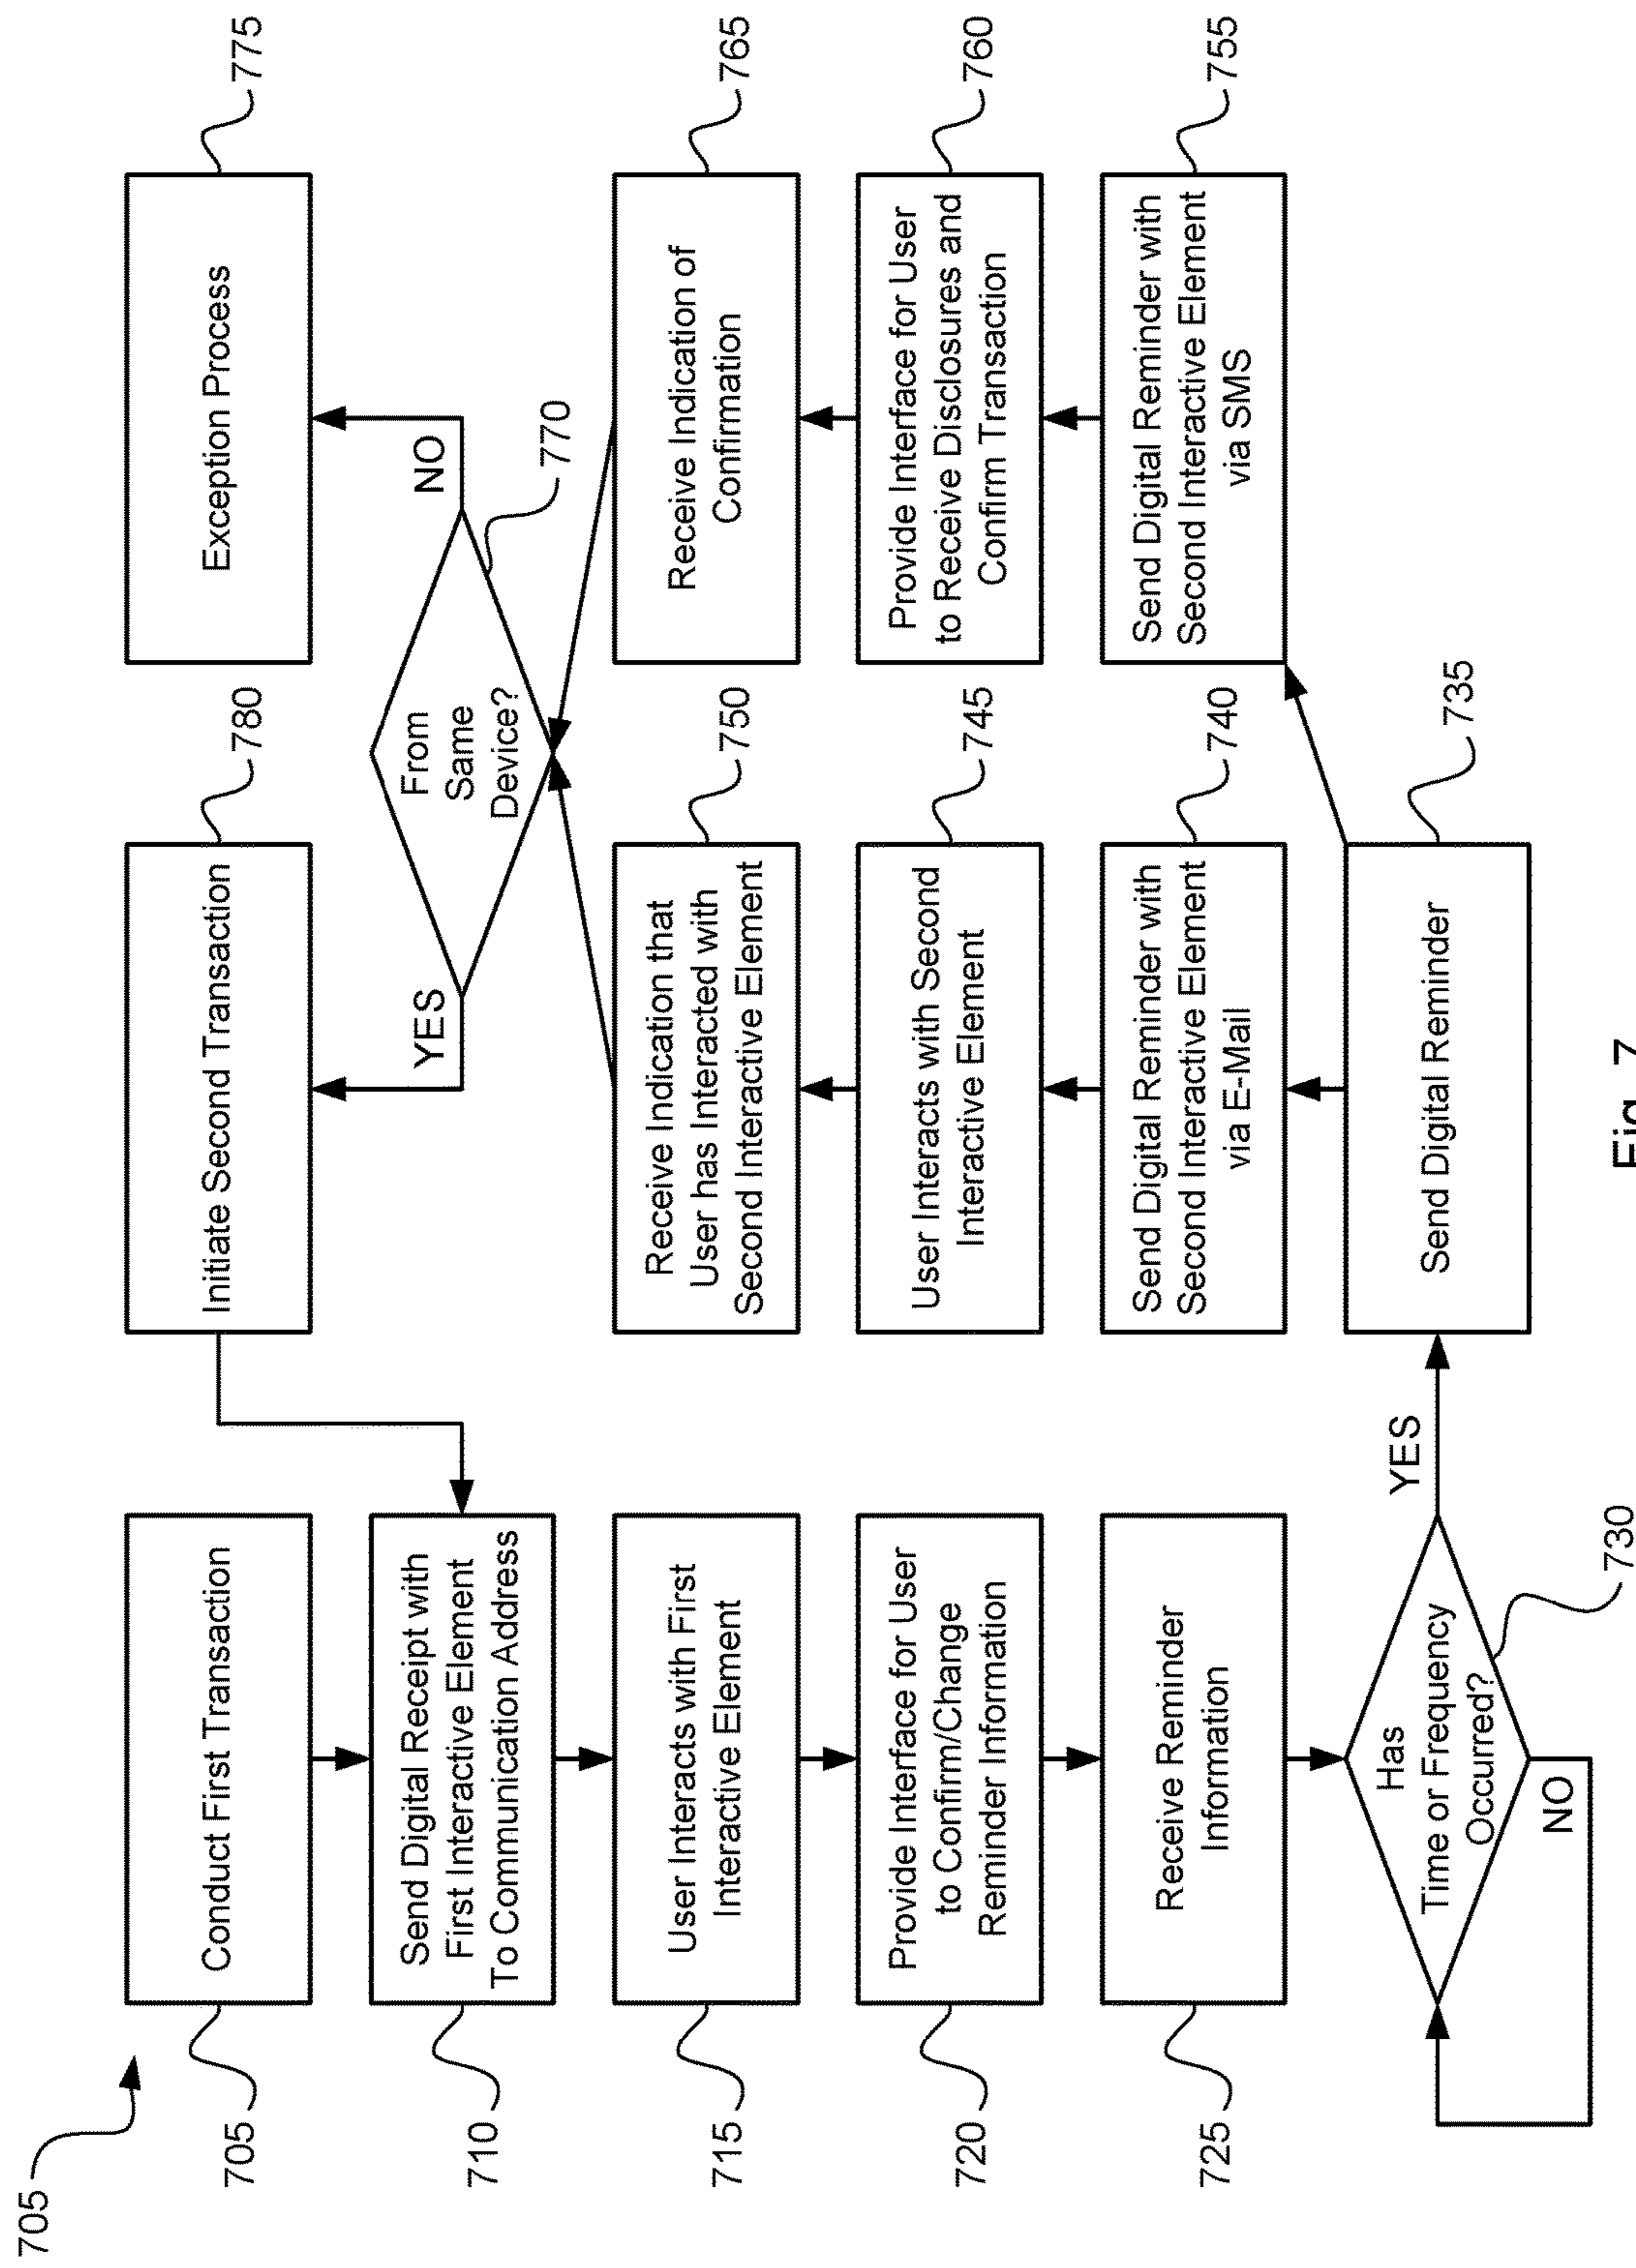 705
705
Conduct First Transaction
710
Send Digital Receipt with
First Interactive Element
To Communication Address
715
User Interacts with First
Interactive Element
720
Provide Interface for User
to Confirm/Change
Reminder Information
725
Receive Reminder
Information
Has
Time or Frequency
Occurred?
730
NO
YES
780
Initiate Second Transaction
YES
From
Same
Device?
770
NO
750
Receive Indication that
User has Interacted with
Second Interactive Element
745
User Interacts with Second
Interactive Element
740
Send Digital Reminder with
Second Interactive Element
via E-Mail
735
Send Digital Reminder
775
Exception Process
765
Receive Indication of
Confirmation
760
Provide Interface for User
to Receive Disclosures and
Confirm Transaction
755
Send Digital Reminder with
Second Interactive Element
via SMS
Fig. 7